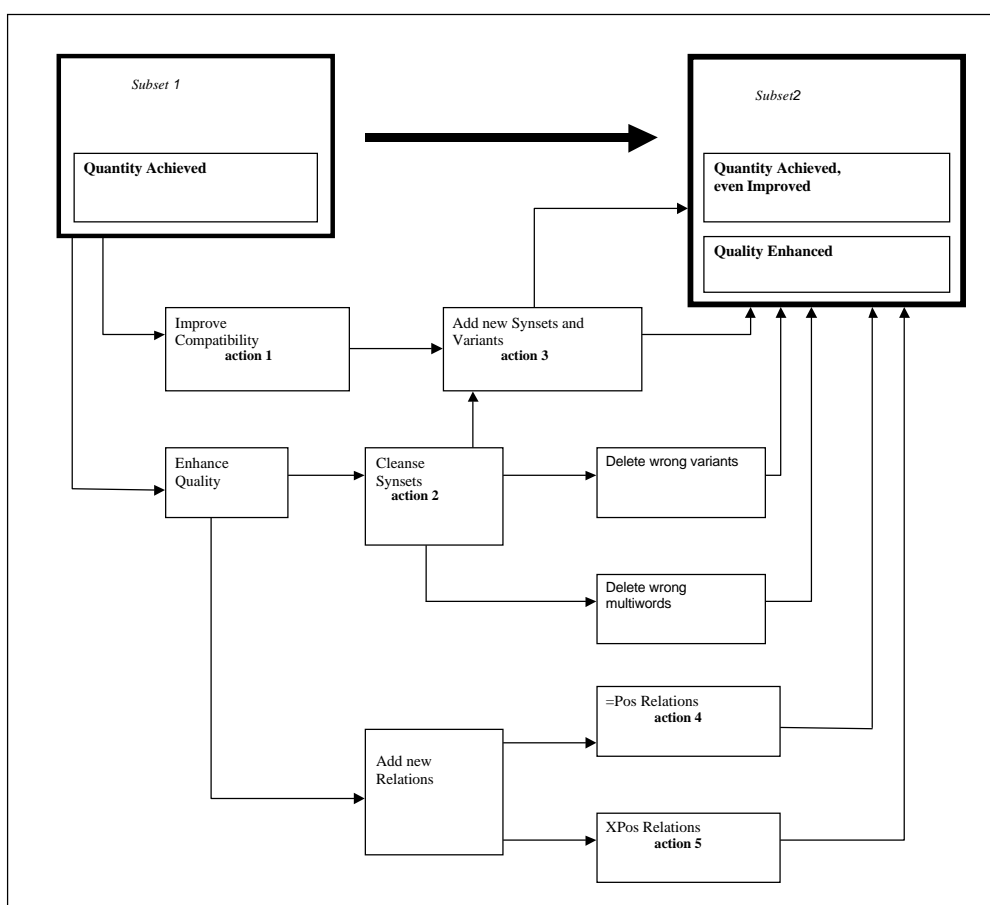 Subset 1
Quantity Achieved
Subset2
Quantity Achieved,
even Improved
Quality Enhanced
Improve
Compatibility
action 1
Add new Synsets and
Variants
action 3
Enhance
Quality
Cleanse
Synsets
action 2
Delete wrong variants
Delete wrong
multiwords
Add new
Relations
=Pos Relations
action 4
XPos Relations
action 5